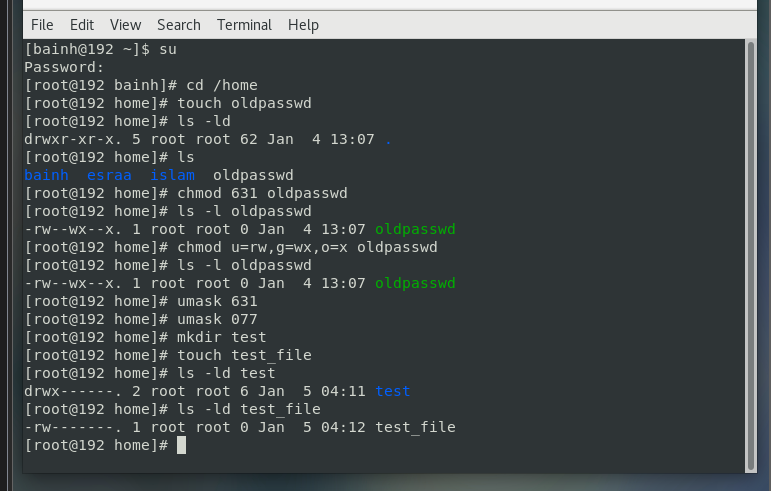 File Edit View Search Terminal Help
[bainh@192 ~]$ su
Password:
[root@192 bainh]# cd /home
[root@192 home]# touch oldpasswd
[root@192 home]# ls -ld
drwxr-xr-x. 5 root root 62 Jan  4 13:07 .
[root@192 home]# ls
bainh  esraa  islam  oldpasswd
[root@192 home]# chmod 631 oldpasswd
[root@192 home]# ls -l oldpasswd
-rw--wx--x. 1 root root 0 Jan  4 13:07 oldpasswd
[root@192 home]# chmod u=rw,g=wx,o=x oldpasswd
[root@192 home]# ls -l oldpasswd
-rw--wx--x. 1 root root 0 Jan  4 13:07 oldpasswd
[root@192 home]# umask 631
[root@192 home]# umask 077
[root@192 home]# mkdir test
[root@192 home]# touch test_file
[root@192 home]# ls -ld test
drwx------. 2 root root 6 Jan  5 04:11 test
[root@192 home]# ls -ld test_file
-rw-------. 1 root root 0 Jan  5 04:12 test_file
[root@192 home]#